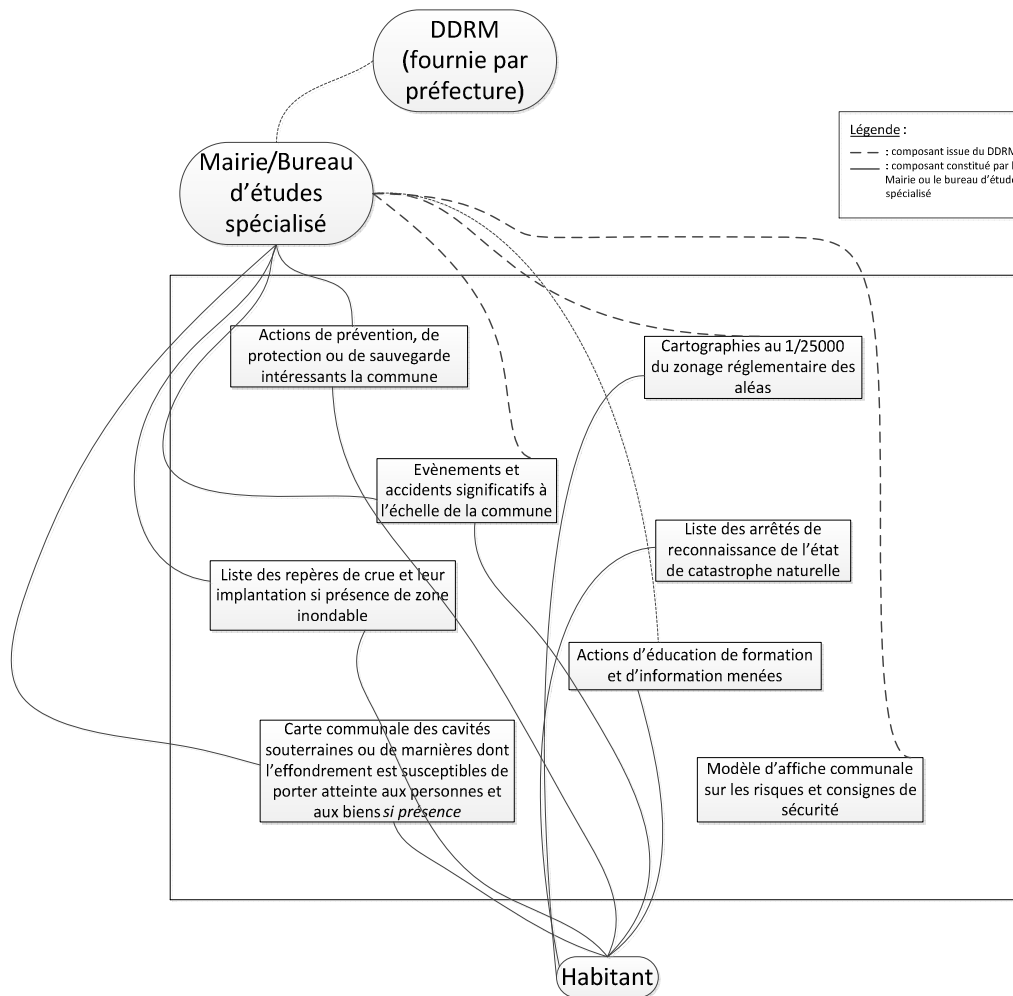 DDRM
(fournie par
préfecture)
Légende :
: composant issue du DDRM
: composant constitué par l
Mairie ou le bureau d'étude
spécialisé
Mairie/Bureau
d'études
spécialisé
Actions de prévention, de
protection ou de sauvegarde
intéressants la commune
Cartographies au 1/25000
du zonage réglementaire des
aléas
Evènements et
accidents significatifs à
l'échelle de la commune
Liste des arrêtés de
reconnaissance de l'état
de catastrophe naturelle
Liste des repères de crue et leur
implantation si présence de zone
inondable
Actions d'éducation de formation
et d'information menées
Carte communale des cavités
souterraines ou de marnières dont
l'effondrement est susceptibles de
porter atteinte aux personnes et
aux biens si présence
Modèle d'affiche communale
sur les risques et consignes de
sécurité
Habitant